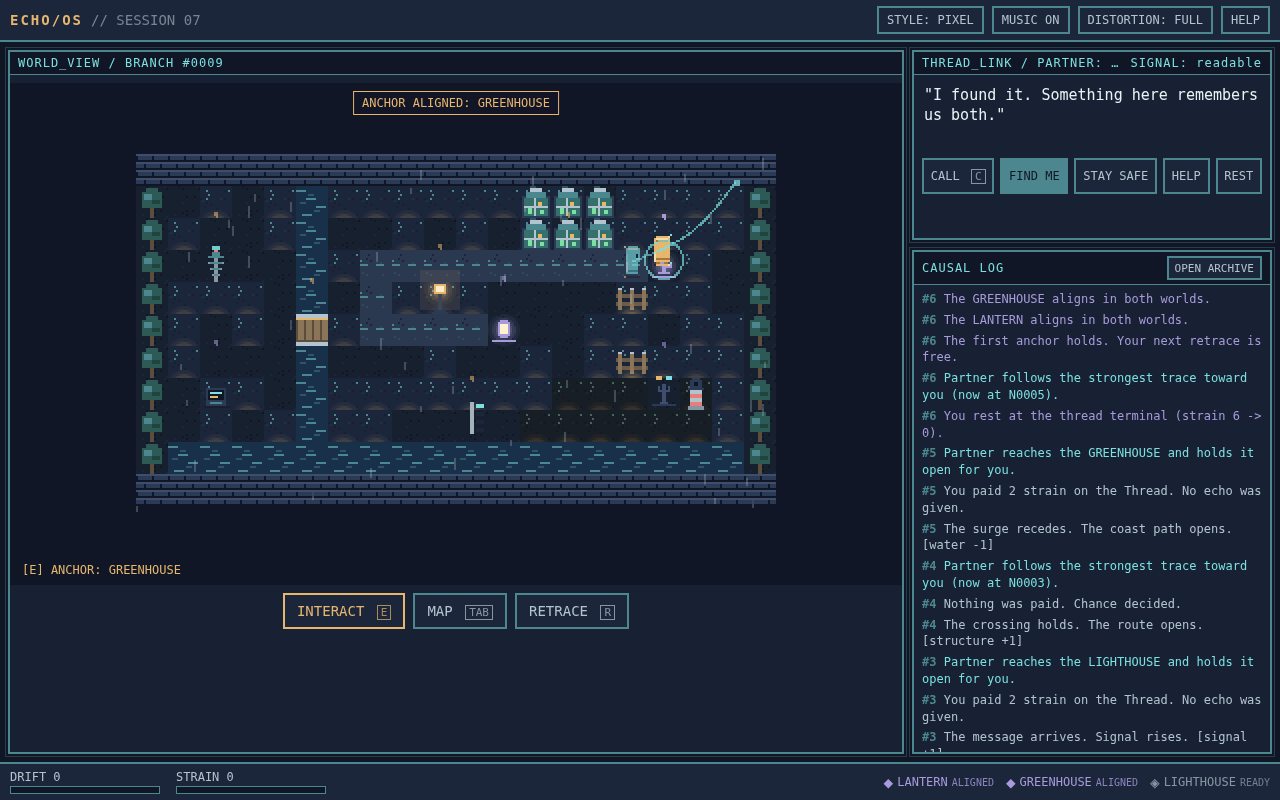 ECHO/OS // SESSION 07
STYLE: PIXEL
MUSIC ON
DISTORTION: FULL
HELP
WORLD_VIEW / BRANCH #0009
ANCHOR ALIGNED: GREENHOUSE
[E] ANCHOR: GREENHOUSE
INTERACT E
MAP TAB
RETRACE R
THREAD_LINK / PARTNER: … SIGNAL: readable
"I found it. Something here remembers
us both."
CALL C
FIND ME
STAY SAFE
HELP
REST
CAUSAL LOG
OPEN ARCHIVE
#6 The GREENHOUSE aligns in both worlds.
#6 The LANTERN aligns in both worlds.
#6 The first anchor holds. Your next retrace is
free.
#6 Partner follows the strongest trace toward
you (now at N0005).
#6 You rest at the thread terminal (strain 6 ->
0).
#5 Partner reaches the GREENHOUSE and holds it
open for you.
#5 You paid 2 strain on the Thread. No echo was
given.
#5 The surge recedes. The coast path opens.
[water -1]
#4 Partner follows the strongest trace toward
you (now at N0003).
#4 Nothing was paid. Chance decided.
#4 The crossing holds. The route opens.
[structure +1]
#3 Partner reaches the LIGHTHOUSE and holds it
open for you.
#3 You paid 2 strain on the Thread. No echo was
given.
#3 The message arrives. Signal rises. [signal
+1]
DRIFT 0
STRAIN 0
LANTERN ALIGNED
GREENHOUSE ALIGNED
LIGHTHOUSE READY